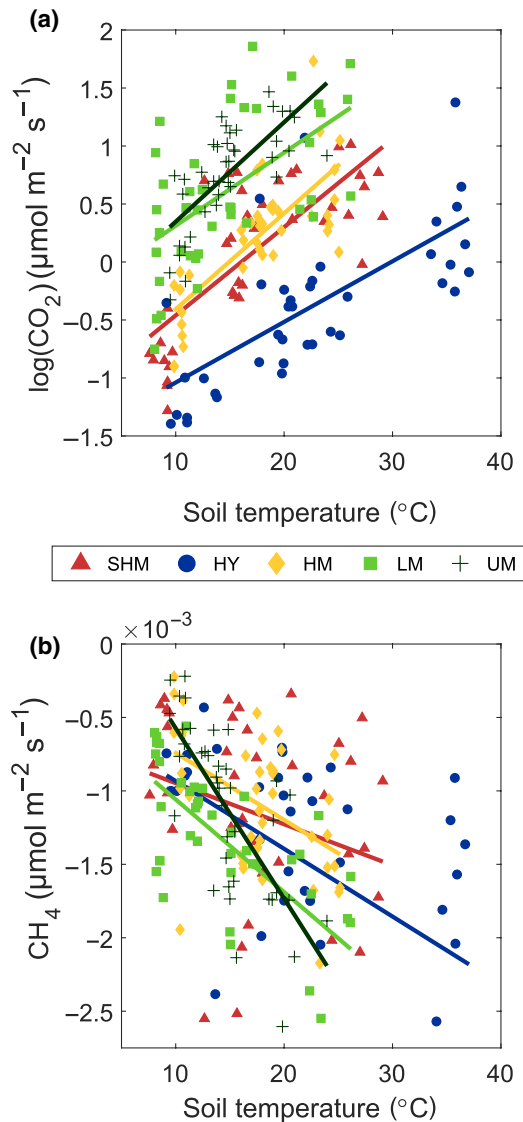 (a)
2
1.5
1
0.5
0
−0.5
−1
−1.5
log(CO₂) (μmol m⁻² s⁻¹)
10 20 30 40
Soil temperature (°C)
SHM HY HM LM UM
(b)
× 10⁻³
0
−0.5
−1
−1.5
−2
−2.5
CH₄ (μmol m⁻² s⁻¹)
10 20 30 40
Soil temperature (°C)